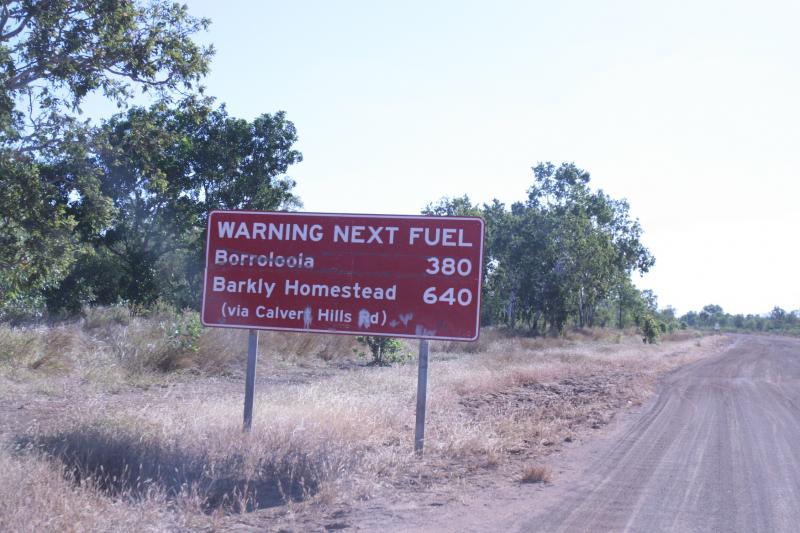 WARNING NEXT FUEL
Borroloola 380
Barkly Homestead 640
(via Calvert Hills Rd)